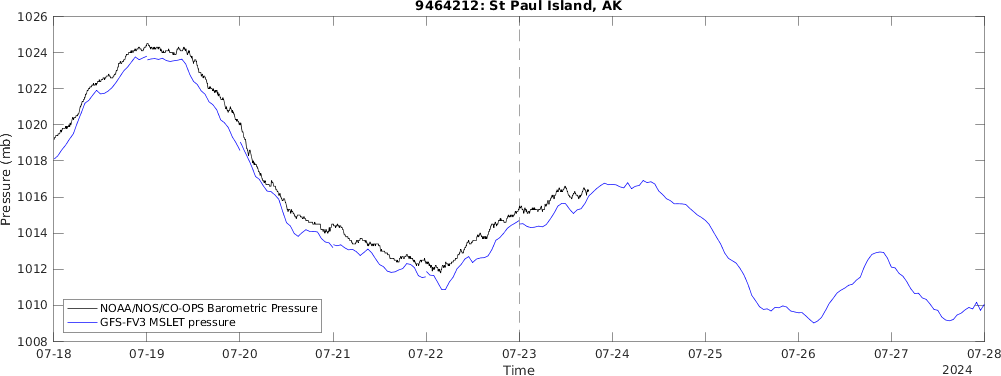 9464212: St Paul Island, AK
1026
1024
1022
1020
1018
1016
1014
1012
1010
1008
Pressure (mb)
NOAA/NOS/CO-OPS Barometric Pressure
GFS-FV3 MSLET pressure
07-18 07-19 07-20 07-21 07-22 07-23 07-24 07-25 07-26 07-27 07-28
Time
2024